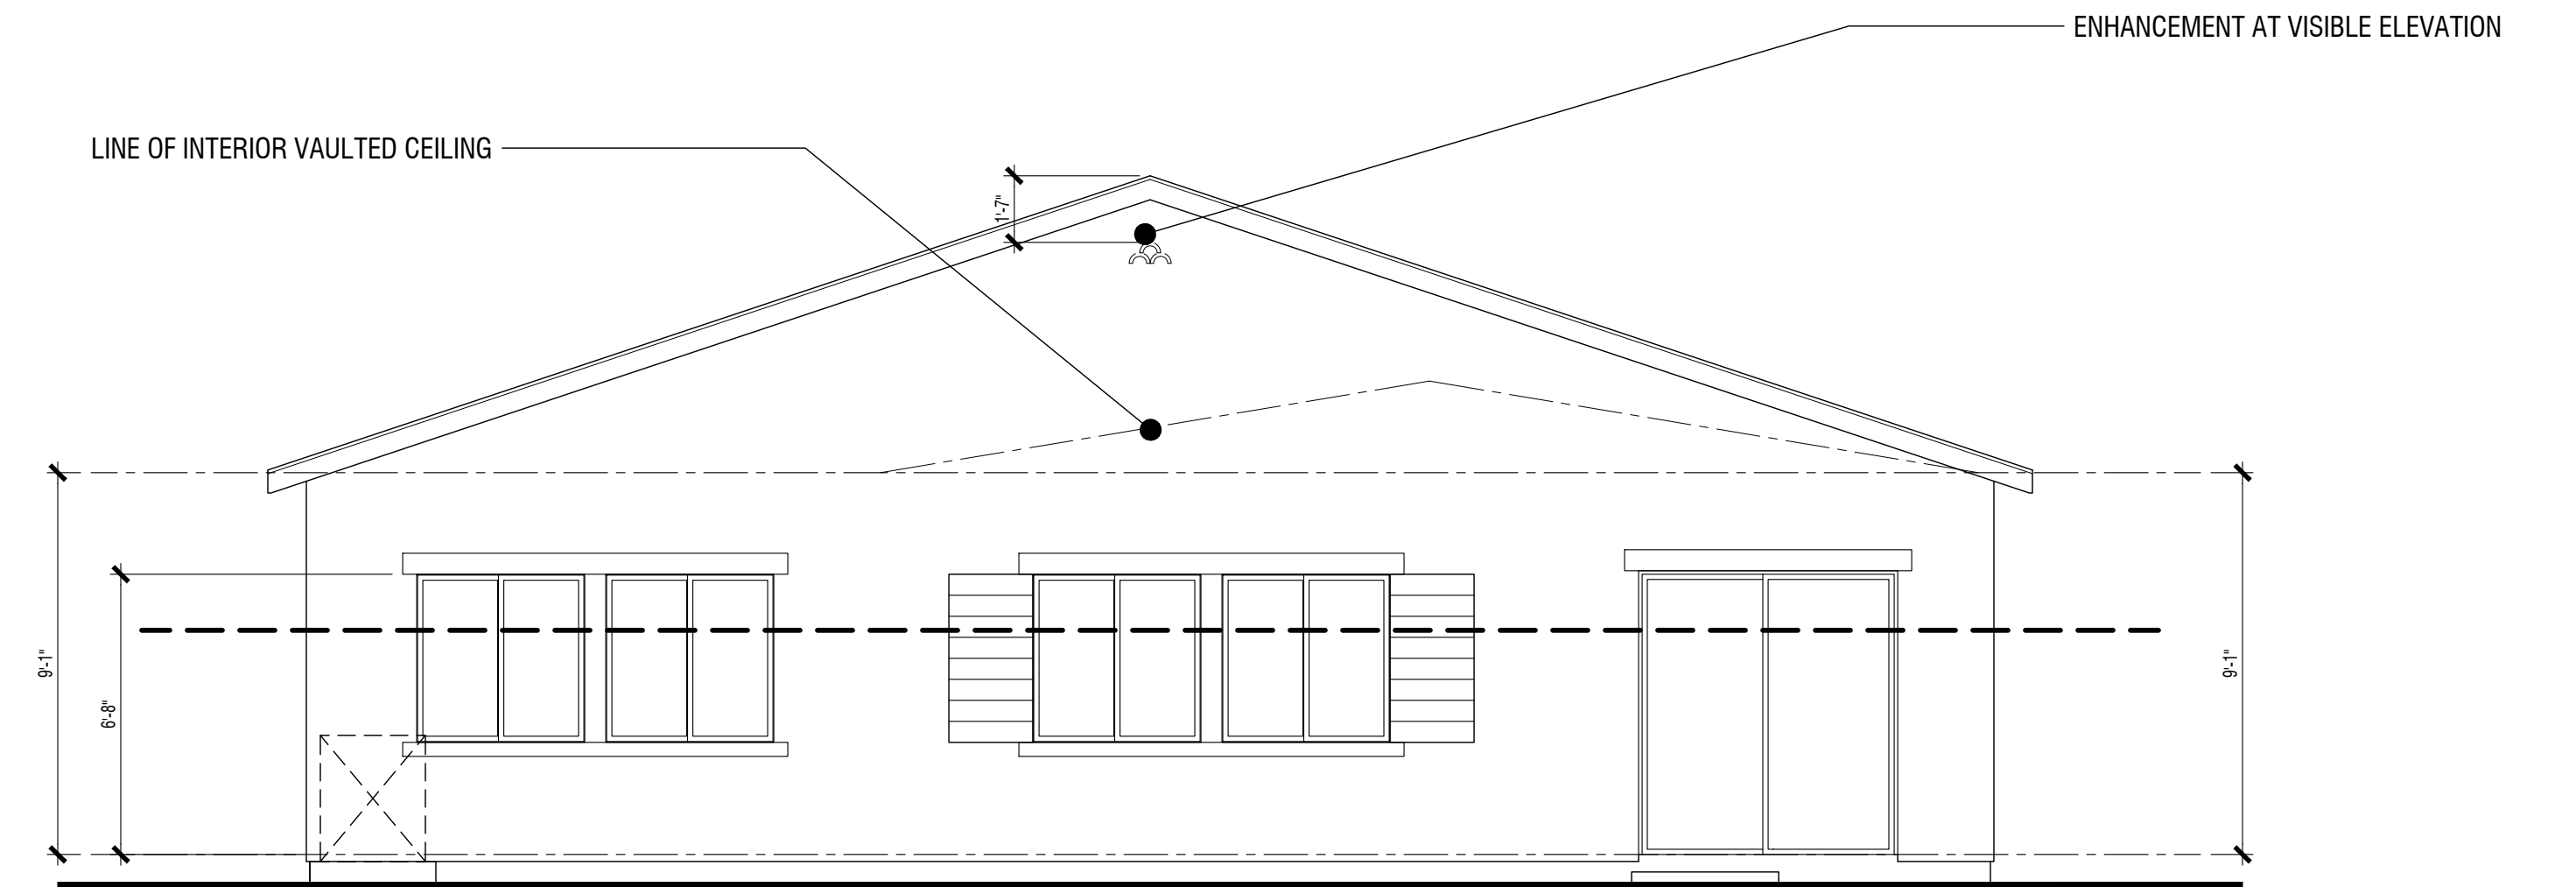 ENHANCEMENT AT VISIBLE ELEVATION
LINE OF INTERIOR VAULTED CEILING
1'-7"
9'-1"
6'-8"
9'-1"